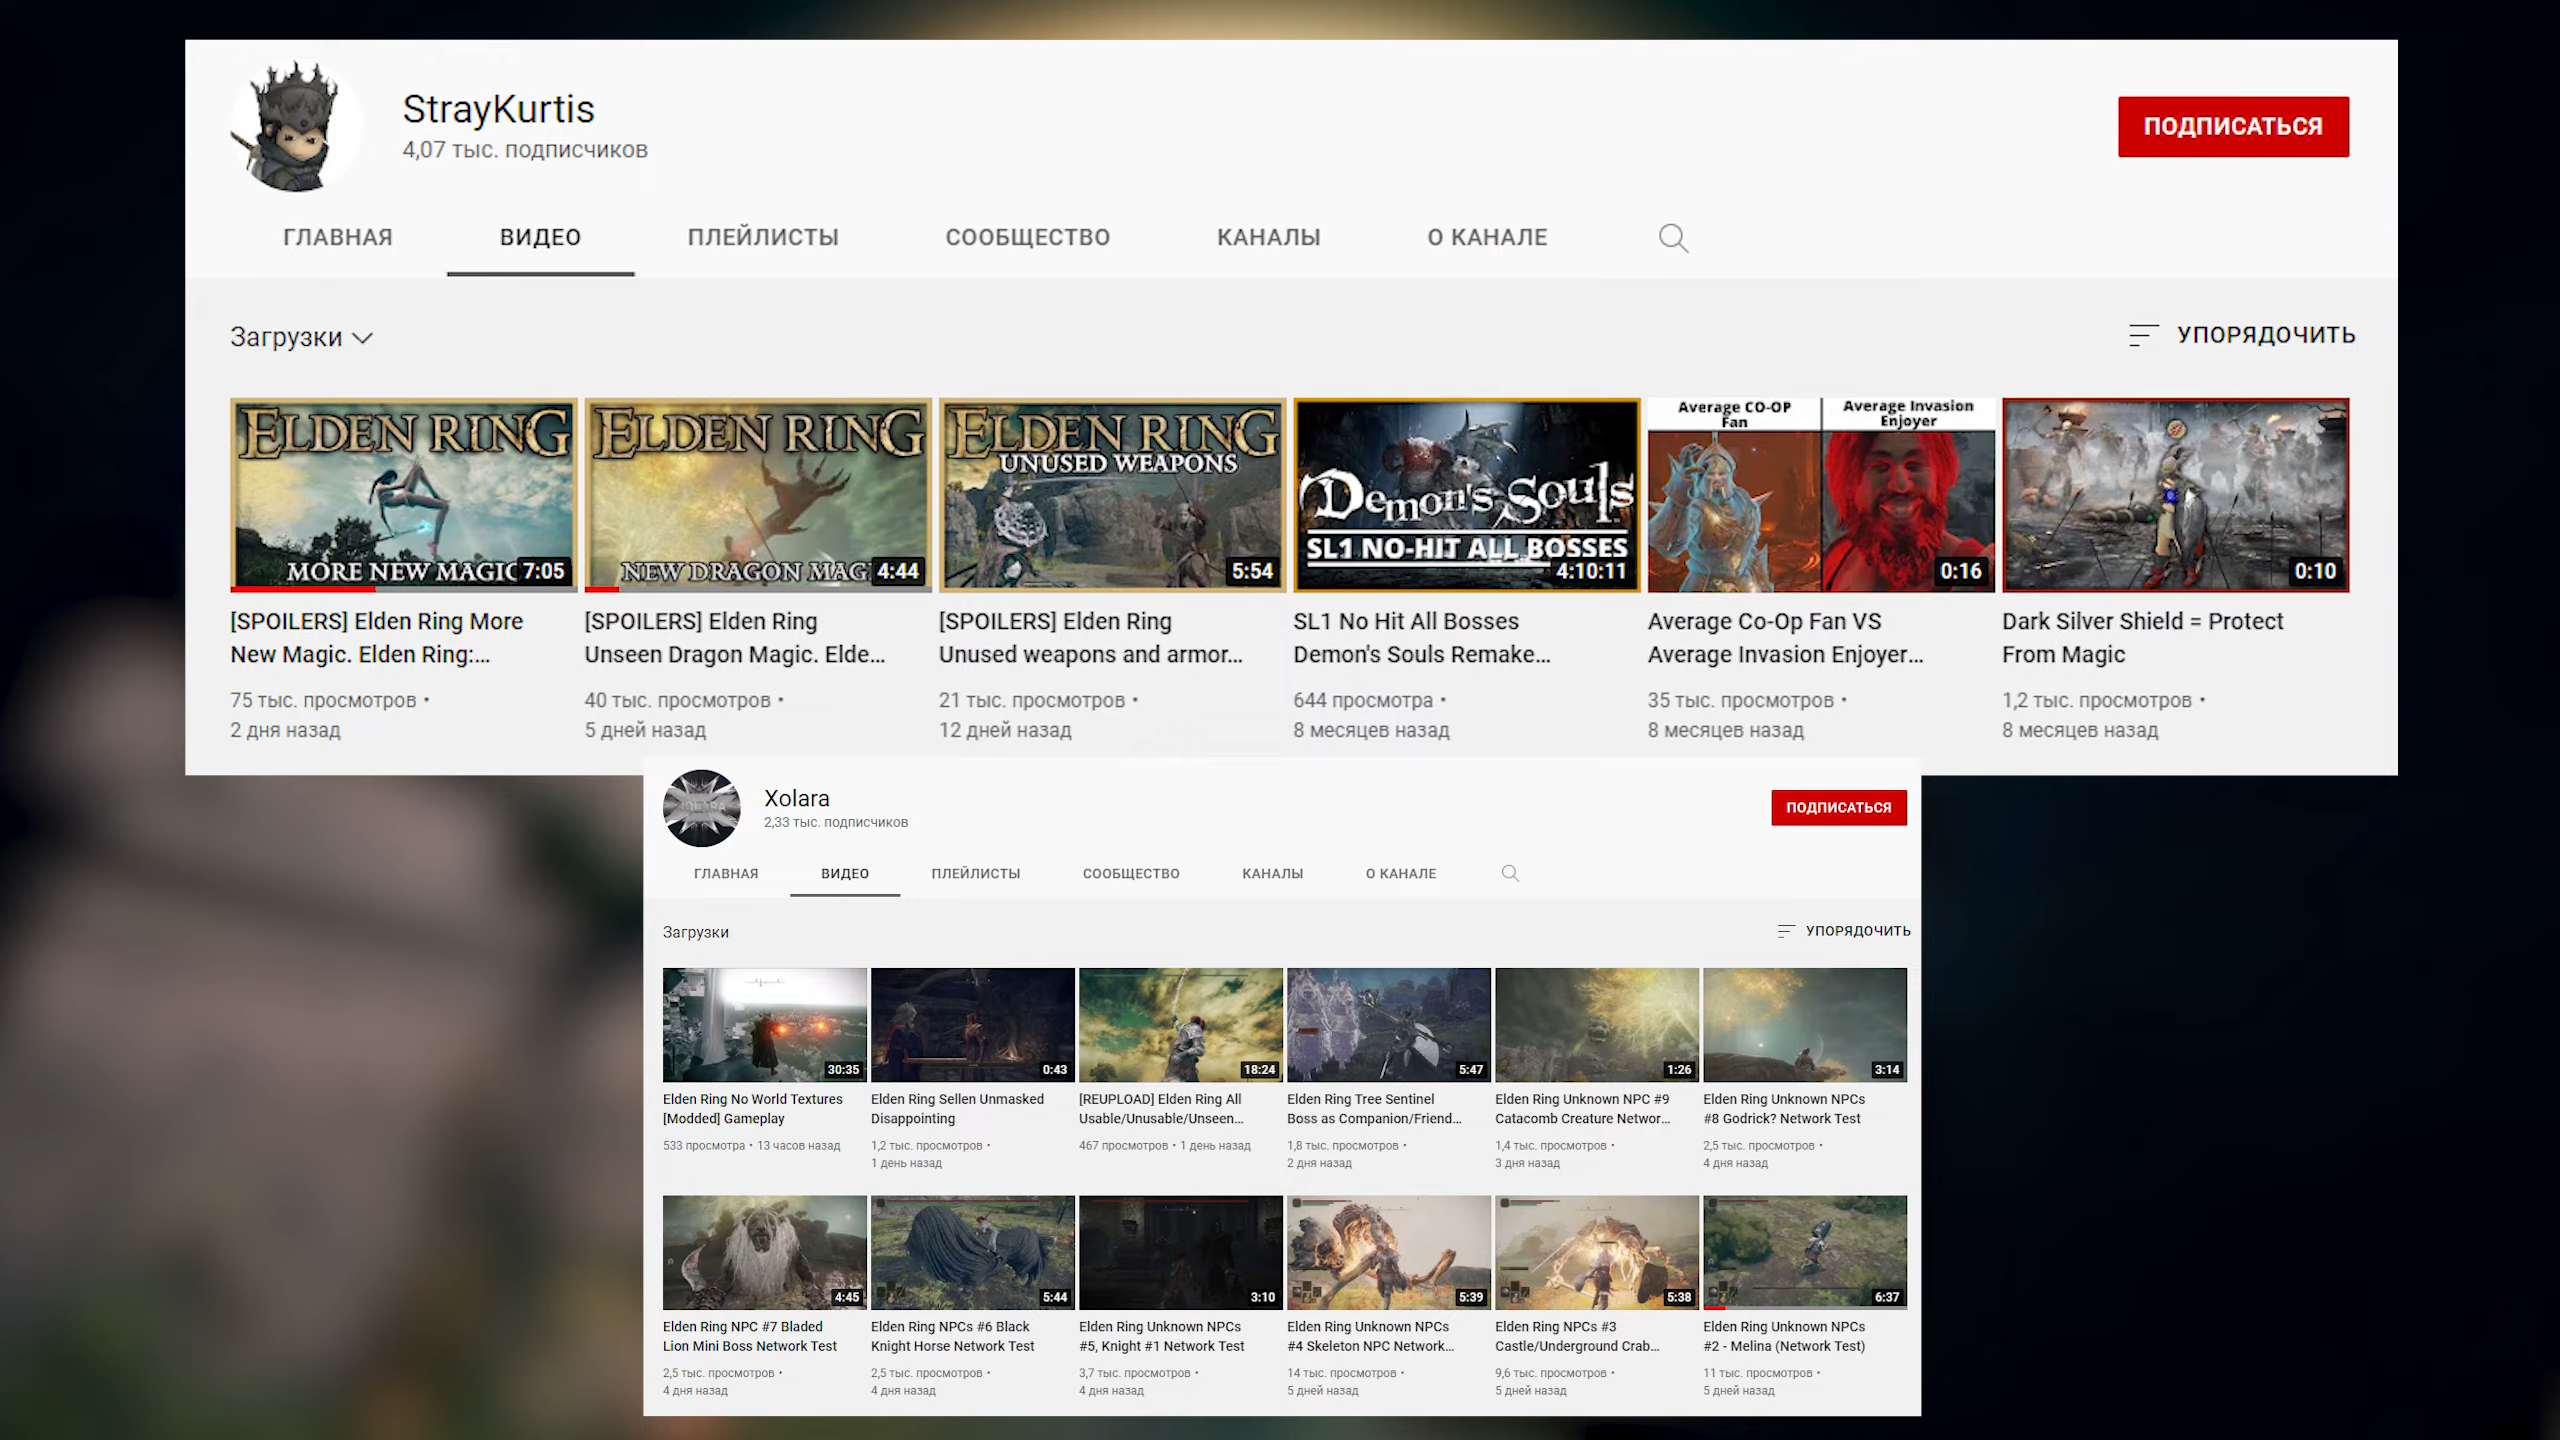 StrayKurtis
4,07 тыс. подписчиков
ПОДПИСАТЬСЯ
ГЛАВНАЯ ВИДЕО ПЛЕЙЛИСТЫ СООБЩЕСТВО КАНАЛЫ О КАНАЛЕ
Загрузки
УПОРЯДОЧИТЬ
ELDEN RING
MORE NEW MAGIC
7:05
ELDEN RING
NEW DRAGON MAG
4:44
ELDEN RING
UNUSED WEAPONS
5:54
Demon's Souls
SL1 NO-HIT ALL BOSSES
4:10:11
Average CO-OP
Fan
Average Invasion
Enjoyer
0:16
0:10
[SPOILERS] Elden Ring More
New Magic. Elden Ring:...
75 тыс. просмотров •
2 дня назад
[SPOILERS] Elden Ring
Unseen Dragon Magic. Elde...
40 тыс. просмотров •
5 дней назад
[SPOILERS] Elden Ring
Unused weapons and armor...
21 тыс. просмотров •
12 дней назад
SL1 No Hit All Bosses
Demon's Souls Remake...
644 просмотра •
8 месяцев назад
Average Co-Op Fan VS
Average Invasion Enjoyer...
35 тыс. просмотров •
8 месяцев назад
Dark Silver Shield = Protect
From Magic
1,2 тыс. просмотров •
8 месяцев назад
Xolara
2,33 тыс. подписчиков
ПОДПИСАТЬСЯ
ГЛАВНАЯ ВИДЕО ПЛЕЙЛИСТЫ СООБЩЕСТВО КАНАЛЫ О КАНАЛЕ
Загрузки
УПОРЯДОЧИТЬ
30:35
0:43
18:24
5:47
1:26
3:14
Elden Ring No World Textures
[Modded] Gameplay
533 просмотра • 13 часов назад
Elden Ring Sellen Unmasked
Disappointing
1,2 тыс. просмотров •
1 день назад
[REUPLOAD] Elden Ring All
Usable/Unusable/Unseen...
467 просмотров • 1 день назад
Elden Ring Tree Sentinel
Boss as Companion/Friend...
1,8 тыс. просмотров •
2 дня назад
Elden Ring Unknown NPC #9
Catacomb Creature Networ...
1,4 тыс. просмотров •
3 дня назад
Elden Ring Unknown NPCs
#8 Godrick? Network Test
2,5 тыс. просмотров •
4 дня назад
4:45
5:44
3:10
5:39
5:38
6:37
Elden Ring NPC #7 Bladed
Lion Mini Boss Network Test
2,5 тыс. просмотров •
4 дня назад
Elden Ring NPCs #6 Black
Knight Horse Network Test
2,5 тыс. просмотров •
4 дня назад
Elden Ring Unknown NPCs
#5, Knight #1 Network Test
3,7 тыс. просмотров •
4 дня назад
Elden Ring Unknown NPCs
#4 Skeleton NPC Network...
14 тыс. просмотров •
5 дней назад
Elden Ring NPCs #3
Castle/Underground Crab...
9,6 тыс. просмотров •
5 дней назад
Elden Ring Unknown NPCs
#2 - Melina (Network Test)
11 тыс. просмотров •
5 дней назад